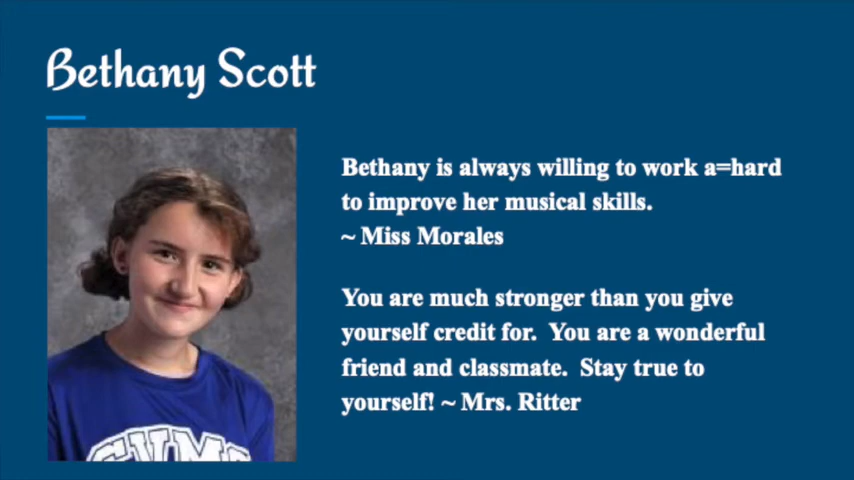 Bethany Scott
Bethany is always willing to work a=hard
to improve her musical skills.
~ Miss Morales
You are much stronger than you give
yourself credit for.  You are a wonderful
friend and classmate.  Stay true to
yourself! ~ Mrs. Ritter